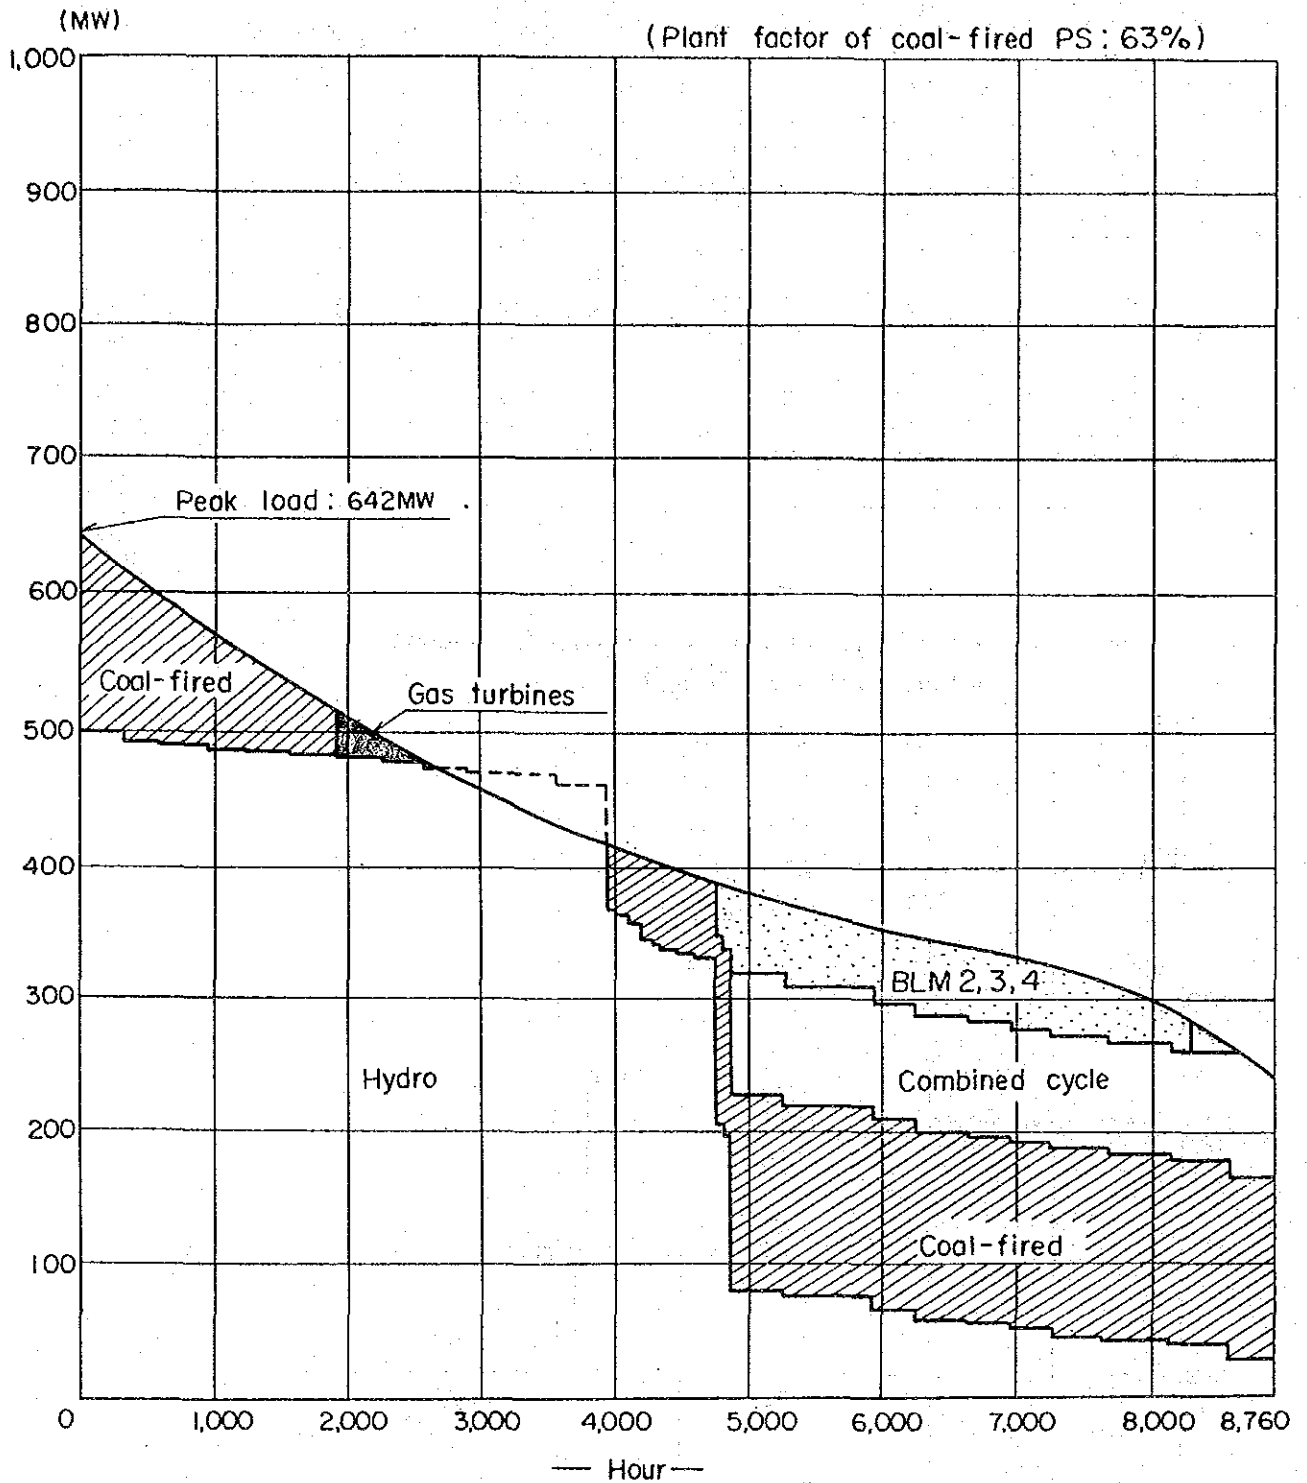 (MW)
(Plant factor of coal-fired PS: 63%)
1,000
900
800
700
Peak load: 642MW
600
Coal-fired
Gas turbines
500
400
BLM 2, 3, 4
300
Hydro
Combined cycle
200
Coal-fired
100
0 1,000 2,000 3,000 4,000 5,000 6,000 7,000 8,000 8,760
— Hour —